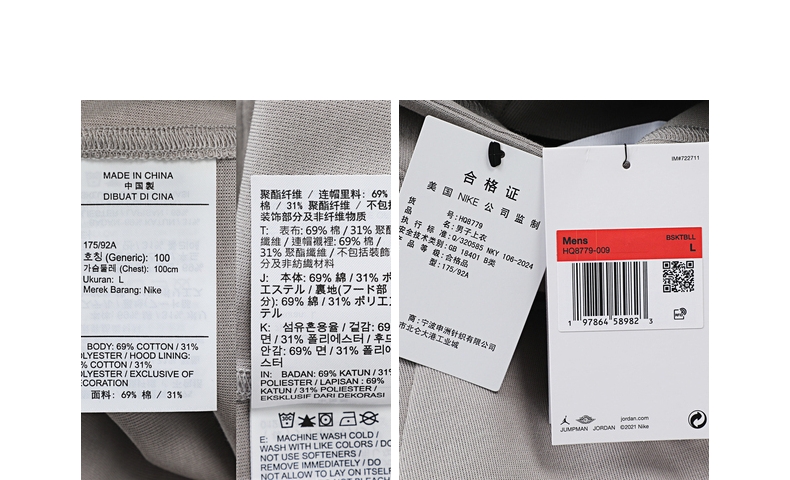 MADE IN CHINA
中 国 製
DIBUAT DI CINA
175/92A
호칭 (Generic): 100
가슴둘레 (Chest): 100cm
Ukuran: L
Merek Barang: Nike
BODY: 69% COTTON / 31%
OLYESTER / HOOD LINING:
% COTTON / 31%
OLYESTER / EXCLUSIVE OF
ECORATION
面料: 69% 棉 / 31%
聚酯纤维 / 连帽里料: 69%
棉 / 31% 聚酯纤维 / 不包括
装饰部分及非纤维物质
T: 表布: 69% 棉 / 31% 聚酯
纖維 / 連帽襯裡: 69% 棉 /
31% 聚酯纖維 / 不包括裝飾
分及非紡織材料
J: 本体: 69% 綿 / 31% ポ
エステル / 裏地(フード部
分): 69% 綿 / 31% ポリエス
テル
K: 섬유혼용율 / 겉감: 69
% 면 / 31% 폴리에스터 / 후드
안감: 69% 면 / 31% 폴리에
스터
IN: BADAN: 69% KATUN / 31%
POLIESTER / LAPISAN : 69%
KATUN / 31% POLIESTER /
EKSKLUSIF DARI DEKORASI
E: MACHINE WASH COLD /
WASH WITH LIKE COLORS / DO
NOT USE SOFTENERS /
REMOVE IMMEDIATELY / DO
NOT ALLOW TO LAY ON ITSELF
合格证
美国 NIKE 公司监制
货 号: HQ8779
品 名: 男子上衣
执行标准: Q/320585 NKY 106-2024
安全技术类别: GB 18401 B类
产品等级: 合格品
型: 175/92A
商: 宁波申洲针织有限公司
市北仑大港工业城
IM#722711
Mens
BSKTBLL
HQ8779-009
L
1 97864 58982 3
JUMPMAN JORDAN
jordan.com
©2021 Nike